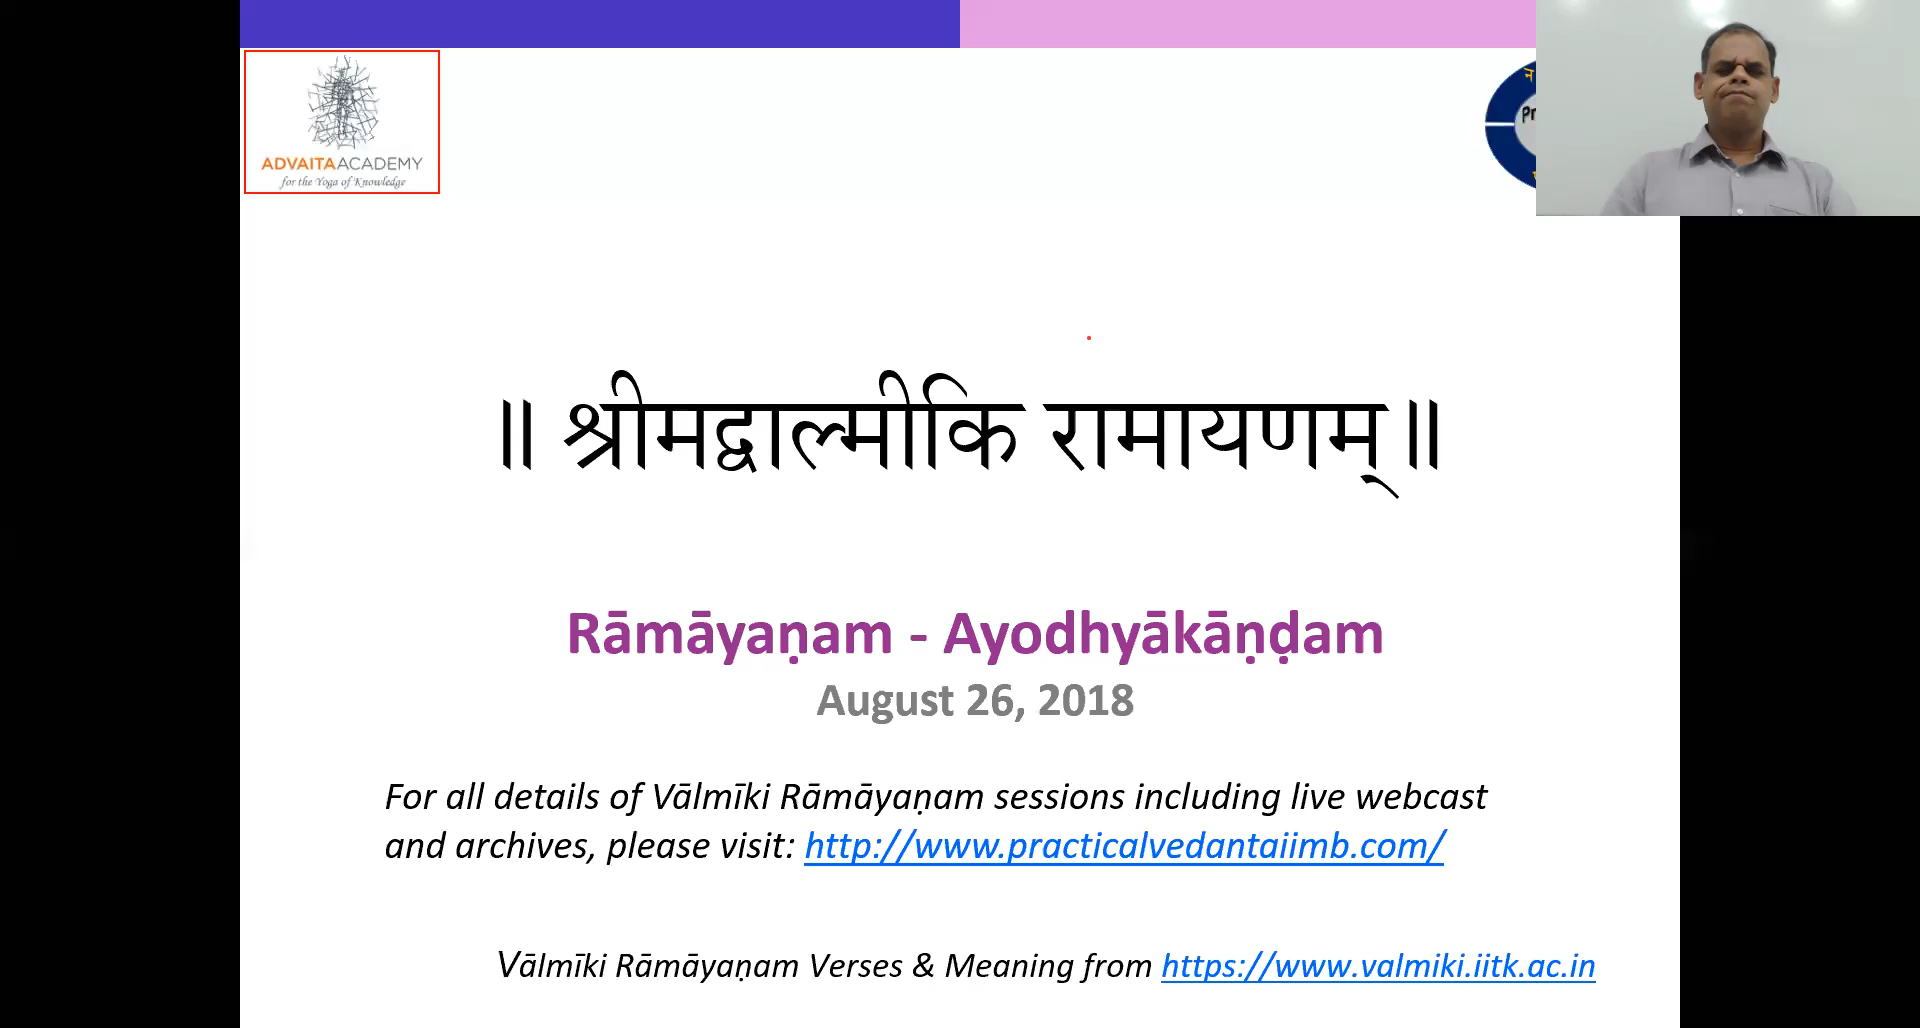 ADVAITAACADEMY
for the Yoga of Knowledge
॥ श्रीमद्वाल्मीकि रामायणम्॥
Rāmāyaṇam - Ayodhyākāṇḍam
August 26, 2018
For all details of Vālmīki Rāmāyaṇam sessions including live webcast
and archives, please visit: http://www.practicalvedantaiimb.com/
Vālmīki Rāmāyaṇam Verses & Meaning from https://www.valmiki.iitk.ac.in